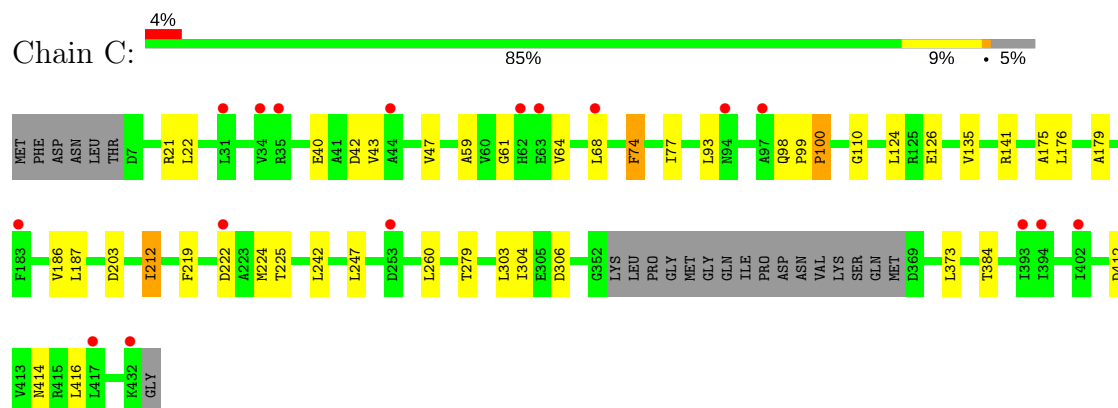 4%
Chain C:
85% 9% • 5%
MET PHE ASP ASN LEU THR D7 R21 L22 L31 V34 R35 E40 A41 D42 V43 A44 V47 A59 V60 G61 H62 E63 V64 L68 F74 I77 L93 N94 A97 Q98 P99 P100 G110 L124 R125 E126 V135 R141 A175 L176 A179
F183 V186 L187 D203 I212 F219 D222 A223 M224 T225 L242 L247 D253 L260 T279 L303 I304 E305 D306 G352 LYS LEU PRO GLY MET MET GLY GLN ILE PRO ASP ASN VAL LYS SER GLN MET D369 L373 T384 I393 I394 I402
V413 N414 R415 L416 L417 K432 GLY